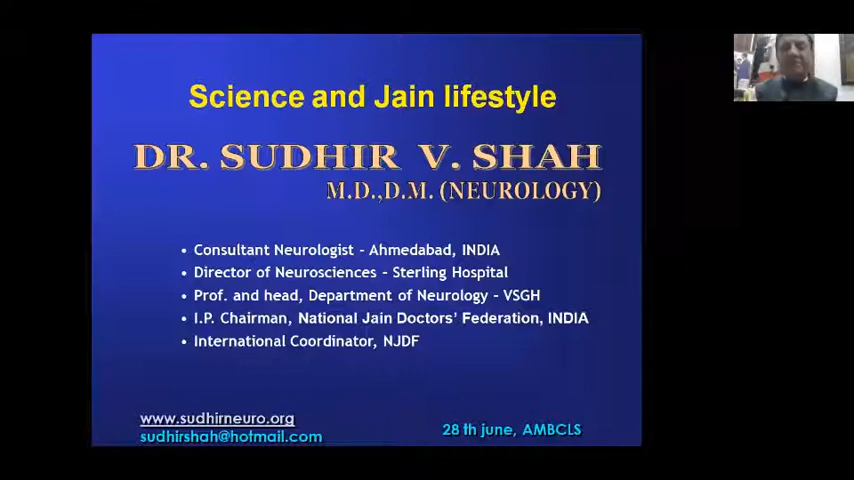 Science and Jain lifestyle
DR. SUDHIR V. SHAH
M.D.,D.M. (NEUROLOGY)
• Consultant Neurologist - Ahmedabad, INDIA
• Director of Neurosciences - Sterling Hospital
• Prof. and head, Department of Neurology - VSGH
• I.P. Chairman, National Jain Doctors' Federation, INDIA
• International Coordinator, NJDF
www.sudhirneuro.org
sudhirshah@hotmail.com
28 th june, AMBCLS